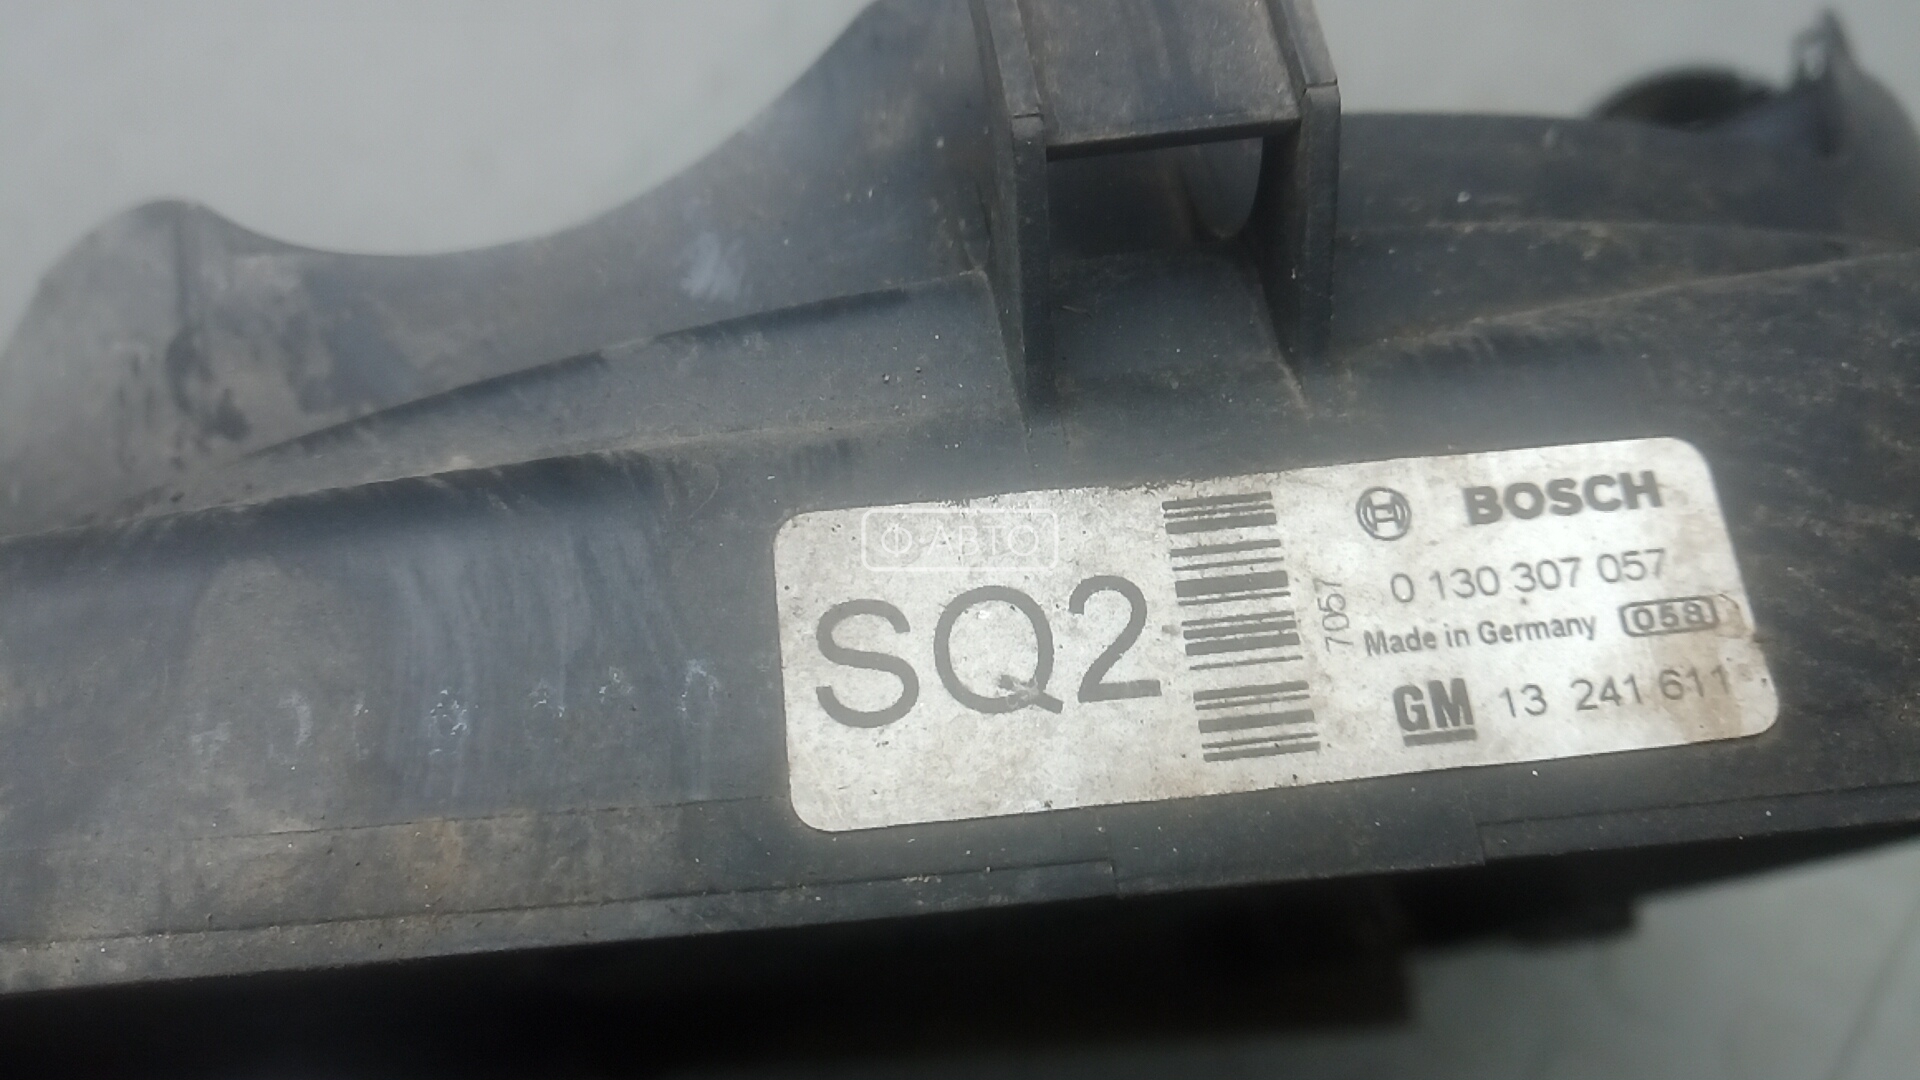 Ф АВТО
SQ2
7057
BOSCH
0 130 307 057
Made in Germany 058
GM 13 241 611